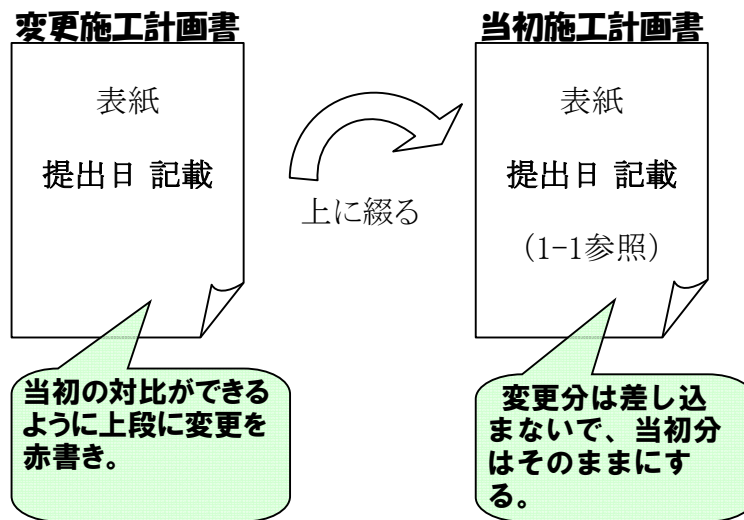 変更施工計画書
表紙
提出日 記載
当初の対比ができる
ように上段に変更を
赤書き。
上に綴る
当初施工計画書
表紙
提出日 記載
(1-1参照)
変更分は差し込
まないで、当初分
はそのままにす
る。